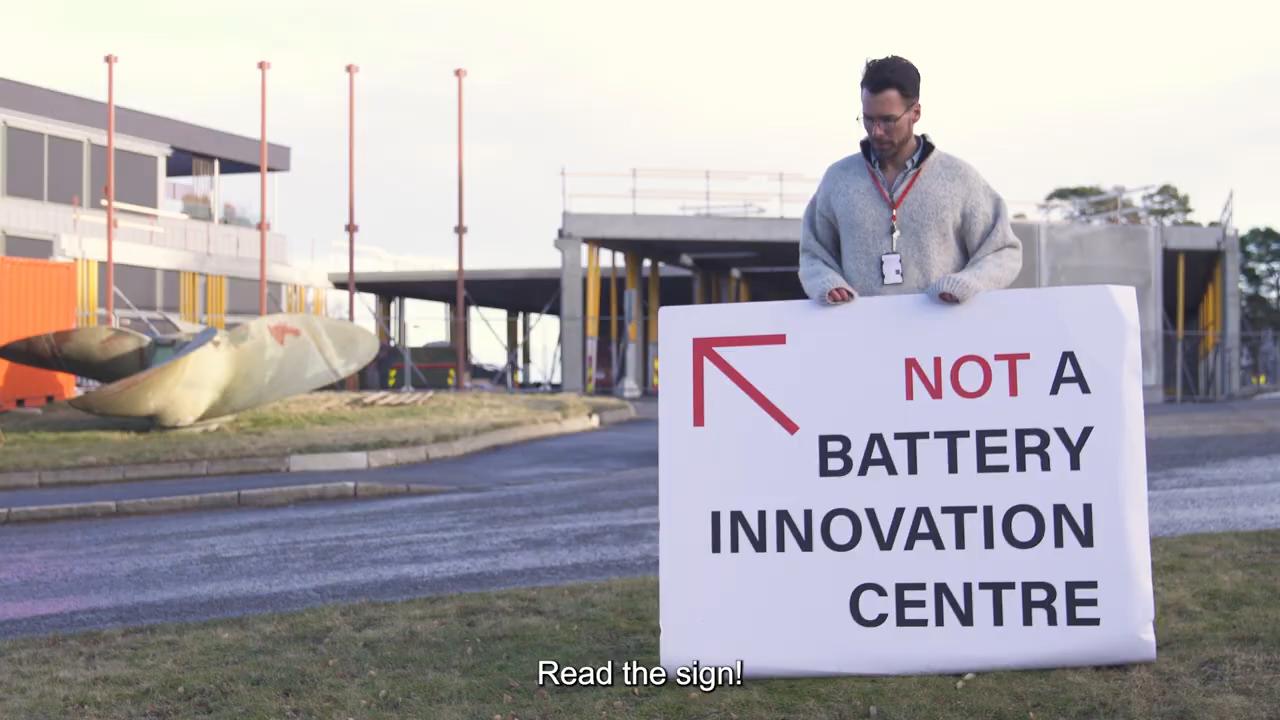 NOT A
BATTERY
INNOVATION
CENTRE
Read the sign!